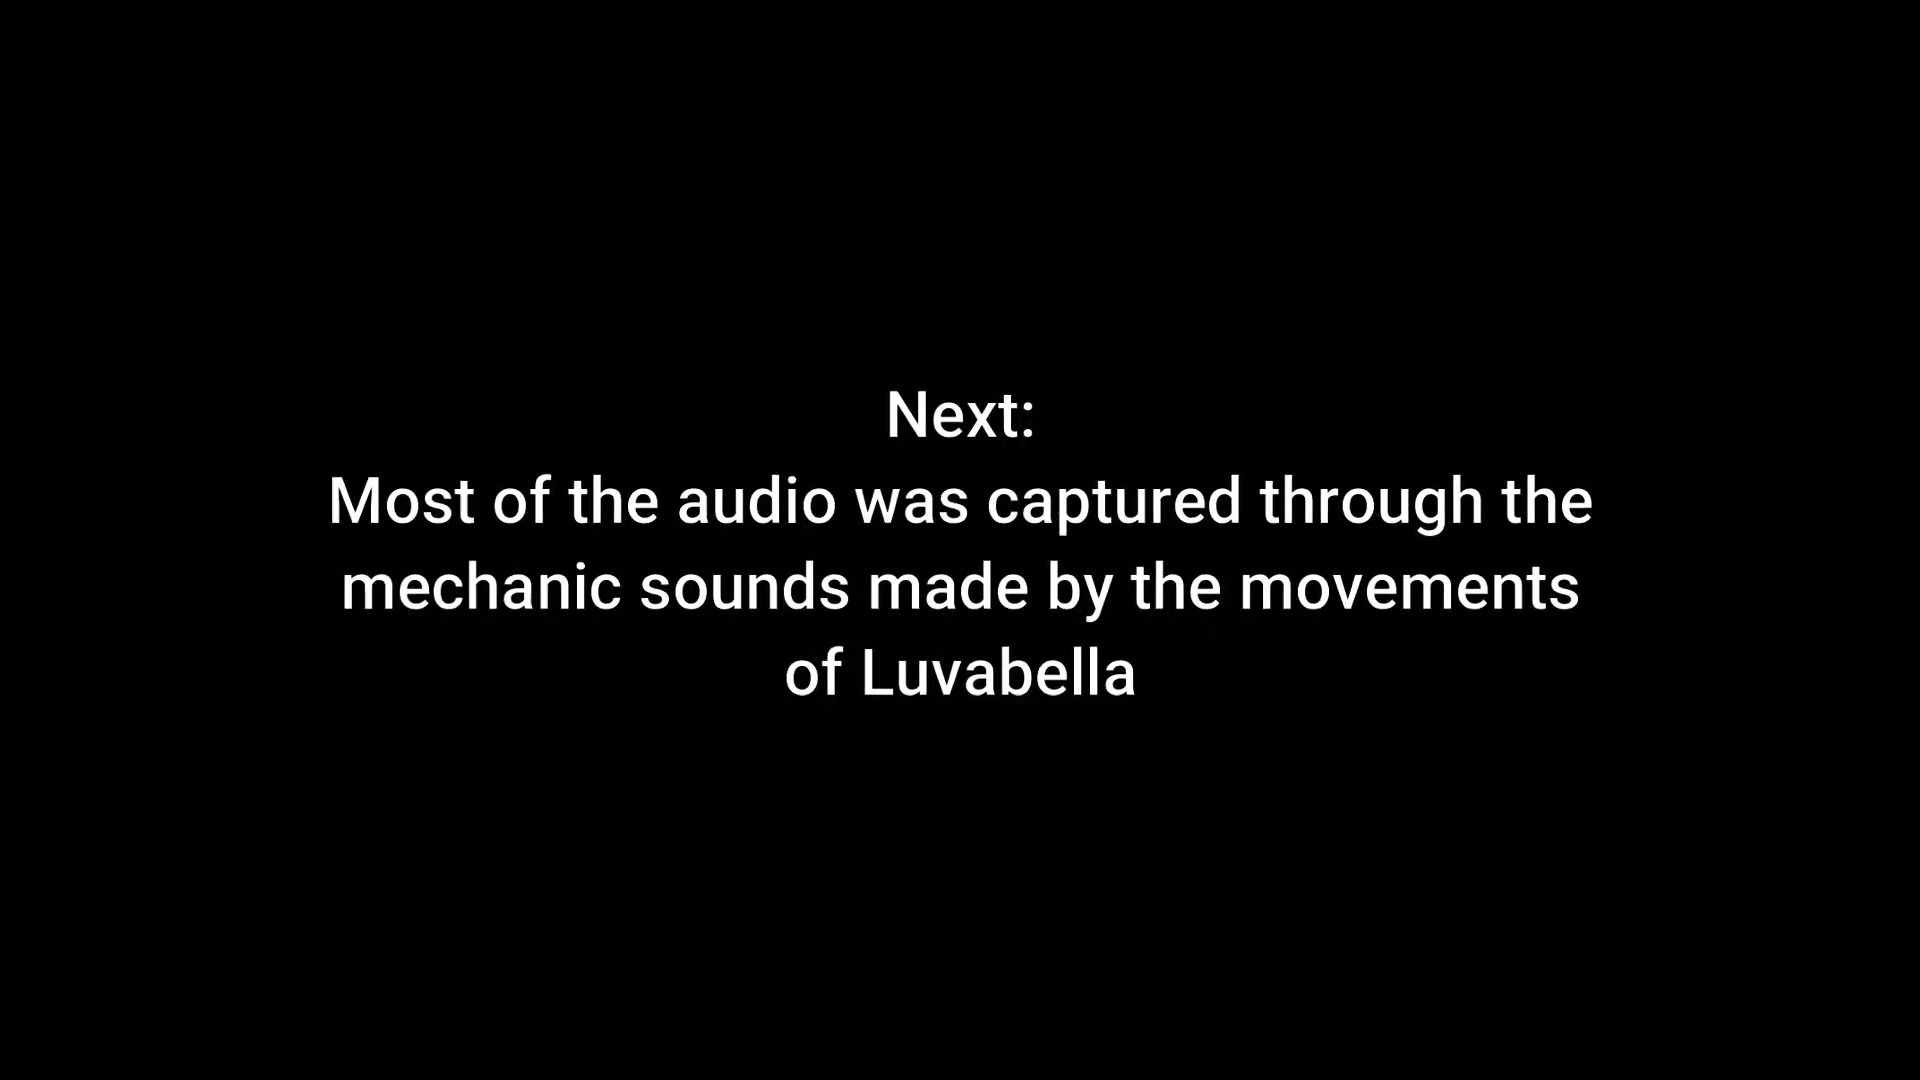 Next:
Most of the audio was captured through the
mechanic sounds made by the movements
of Luvabella